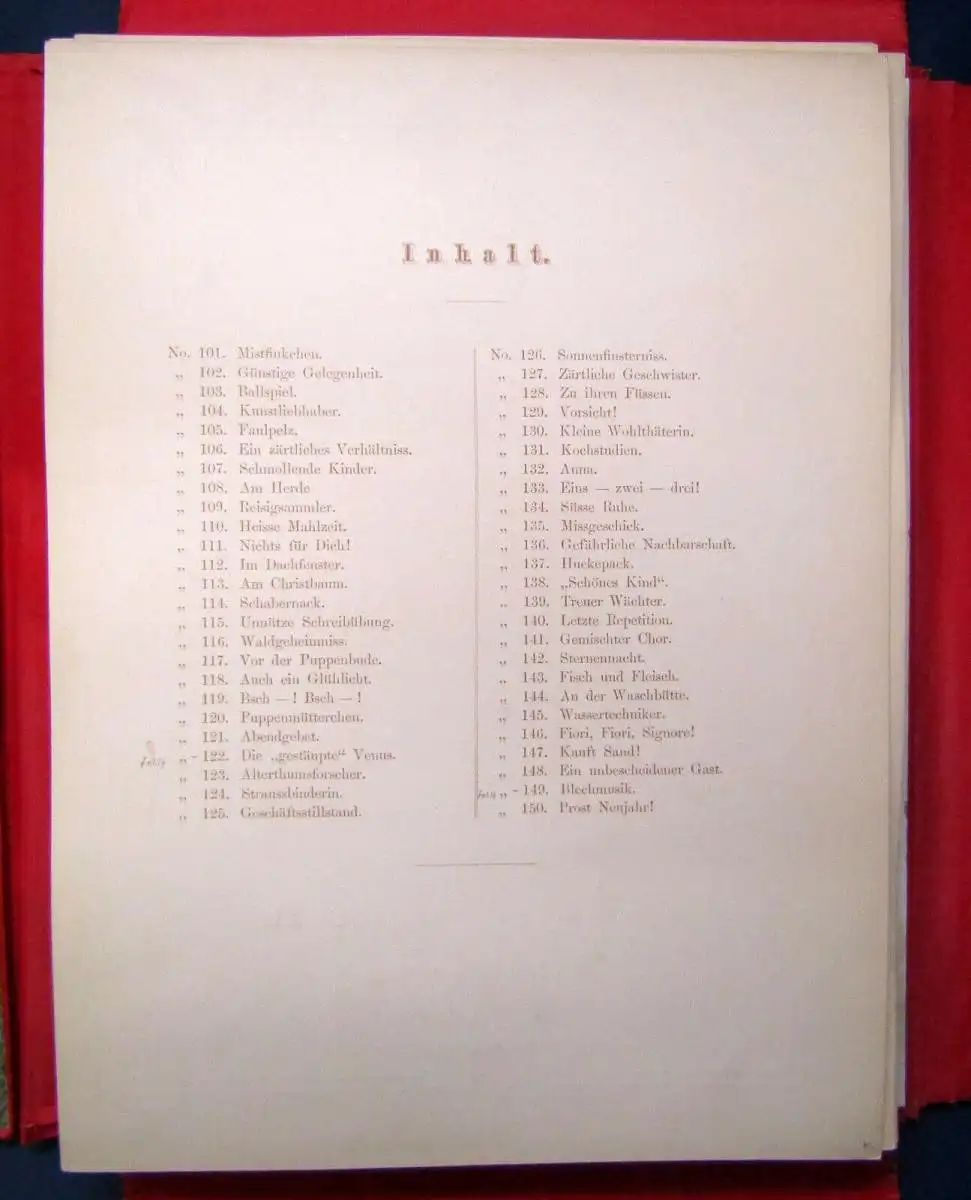 Inhalt.
No. 101. Mistfinkchen.
„ 102. Günstige Gelegenheit.
„ 103. Ballspiel.
„ 104. Kunstliebhaber.
„ 105. Faulpelz.
„ 106. Ein zärtliches Verhältniss.
„ 107. Schmollende Kinder.
„ 108. Am Herde
„ 109. Reisigsammler.
„ 110. Heisse Mahlzeit.
„ 111. Nichts für Dich!
„ 112. Im Dachfenster.
„ 113. Am Christbaum.
„ 114. Schabernack.
„ 115. Unnütze Schreibübung.
„ 116. Waldgeheimniss.
„ 117. Vor der Puppenbude.
„ 118. Auch ein Glühlicht.
„ 119. Bsch — ! Bsch — !
„ 120. Puppenmütterchen.
„ 121. Abendgebet.
fehlt „ - 122. Die „gestäupte“ Venus.
„ 123. Alterthumsforscher.
„ 124. Straussbinderin.
„ 125. Geschäftsstillstand.
No. 126. Sonnenfinsterniss.
„ 127. Zärtliche Geschwister.
„ 128. Zu ihren Füssen.
„ 129. Vorsicht!
„ 130. Kleine Wohlthäterin.
„ 131. Kochstudien.
„ 132.
„ 133. Eins — zwei — drei!
„ 134. Süsse Ruhe.
„ 135. Missgeschick.
„ 136. Gefährliche Nachbarschaft.
„ 137. Huckepack.
„ 138. „Schönes Kind“.
„ 139. Treuer Wächter.
„ 140. Letzte Repetition.
„ 141. Gemischter Chor.
„ 142. Sternennacht.
„ 143. Fisch und Fleisch.
„ 144. An der Waschbütte.
„ 145. Wassertechniker.
„ 146. Fiori, Fiori, Signore!
„ 147. Kauft Sand!
„ 148. Ein unbescheidener Gast.
fehlt „ - 149. Blechmusik.
„ 150. Prost Neujahr!